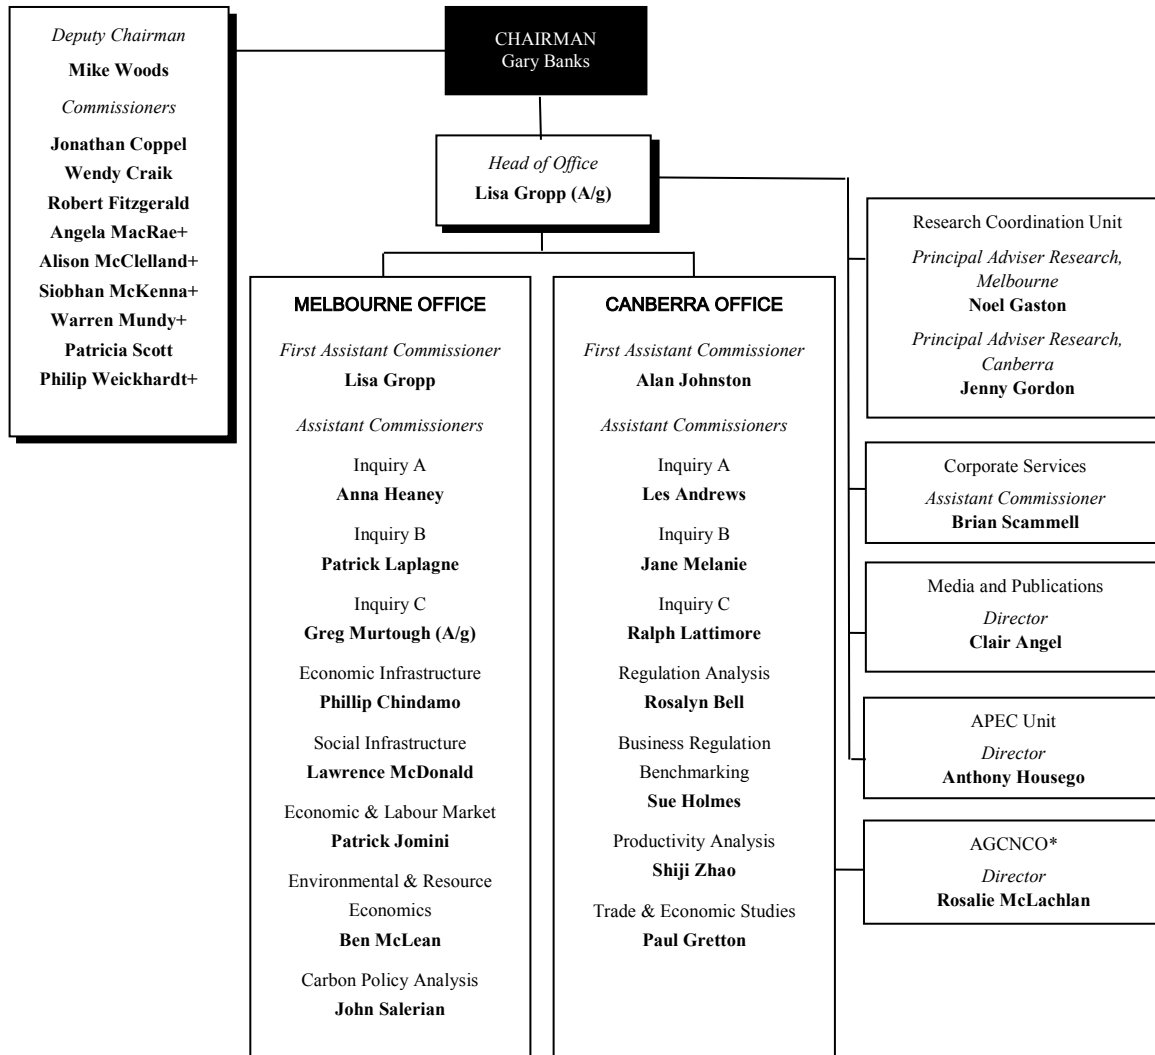 Deputy Chairman
Mike Woods
Commissioners
Jonathan Coppel
Wendy Craik
Robert Fitzgerald
Angela MacRae+
Alison McClelland+
Siobhan McKenna+
Warren Mundy+
Patricia Scott
Philip Weickhardt+
CHAIRMAN
Gary Banks
Head of Office
Lisa Gropp (A/g)
MELBOURNE OFFICE
First Assistant Commissioner
Lisa Gropp
Assistant Commissioners
Inquiry A
Anna Heaney
Inquiry B
Patrick Laplagne
Inquiry C
Greg Murtough (A/g)
Economic Infrastructure
Phillip Chindamo
Social Infrastructure
Lawrence McDonald
Economic & Labour Market
Patrick Jomini
Environmental & Resource
Economics
Ben McLean
Carbon Policy Analysis
John Salerian
CANBERRA OFFICE
First Assistant Commissioner
Alan Johnston
Assistant Commissioners
Inquiry A
Les Andrews
Inquiry B
Jane Melanie
Inquiry C
Ralph Lattimore
Regulation Analysis
Rosalyn Bell
Business Regulation
Benchmarking
Sue Holmes
Productivity Analysis
Shiji Zhao
Trade & Economic Studies
Paul Gretton
Research Coordination Unit
Principal Adviser Research,
Melbourne
Noel Gaston
Principal Adviser Research,
Canberra
Jenny Gordon
Corporate Services
Assistant Commissioner
Brian Scammell
Media and Publications
Director
Clair Angel
APEC Unit
Director
Anthony Housego
AGCNCO*
Director
Rosalie McLachlan